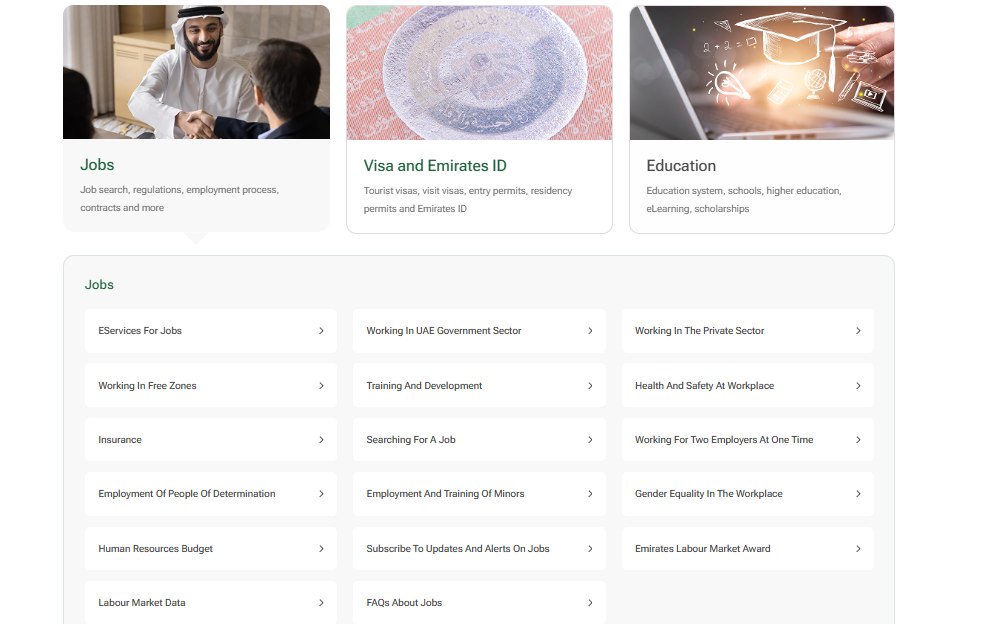 2 + 2 =
Jobs
Job search, regulations, employment process,
contracts and more
Visa and Emirates ID
Tourist visas, visit visas, entry permits, residency
permits and Emirates ID
Education
Education system, schools, higher education,
eLearning, scholarships
Jobs
EServices For Jobs
Working In UAE Government Sector
Working In The Private Sector
Working In Free Zones
Training And Development
Health And Safety At Workplace
Insurance
Searching For A Job
Working For Two Employers At One Time
Employment Of People Of Determination
Employment And Training Of Minors
Gender Equality In The Workplace
Human Resources Budget
Subscribe To Updates And Alerts On Jobs
Emirates Labour Market Award
Labour Market Data
FAQs About Jobs